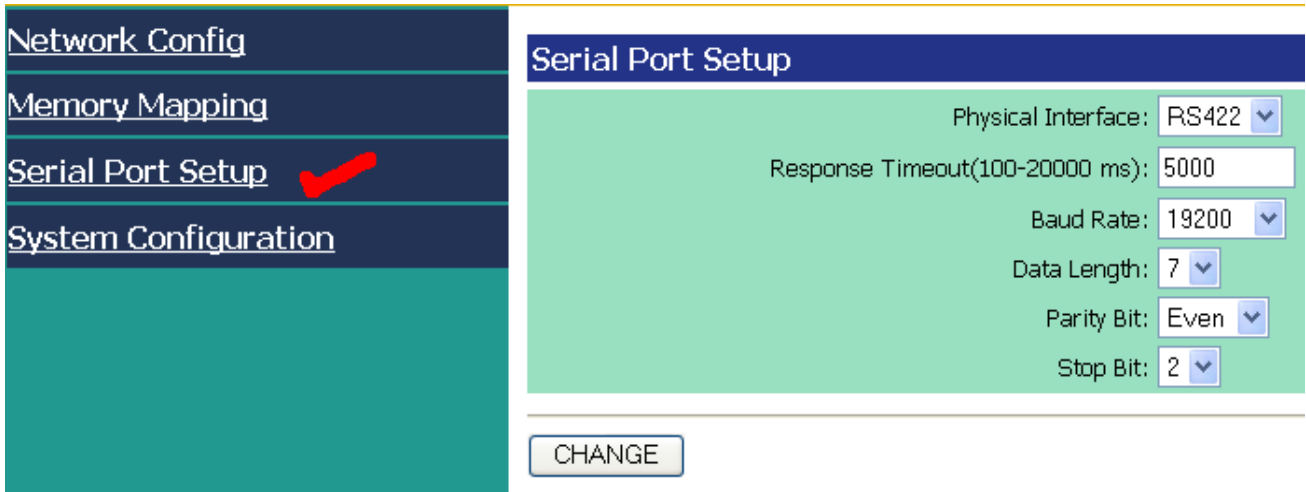 Network Config
Memory Mapping
Serial Port Setup
System Configuration
Serial Port Setup
Physical Interface: RS422
Response Timeout(100-20000 ms): 5000
Baud Rate: 19200
Data Length: 7
Parity Bit: Even
Stop Bit: 2
CHANGE